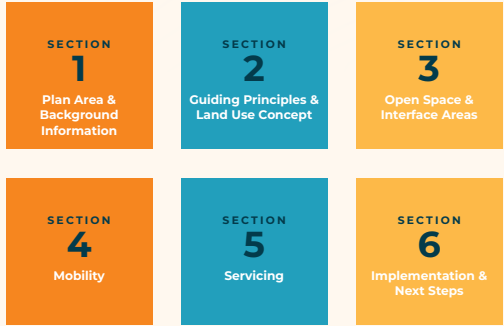 SECTION
1
Plan Area &
Background
Information
SECTION
2
Guiding Principles &
Land Use Concept
SECTION
3
Open Space &
Interface Areas
SECTION
4
Mobility
SECTION
5
Servicing
SECTION
6
Implementation &
Next Steps